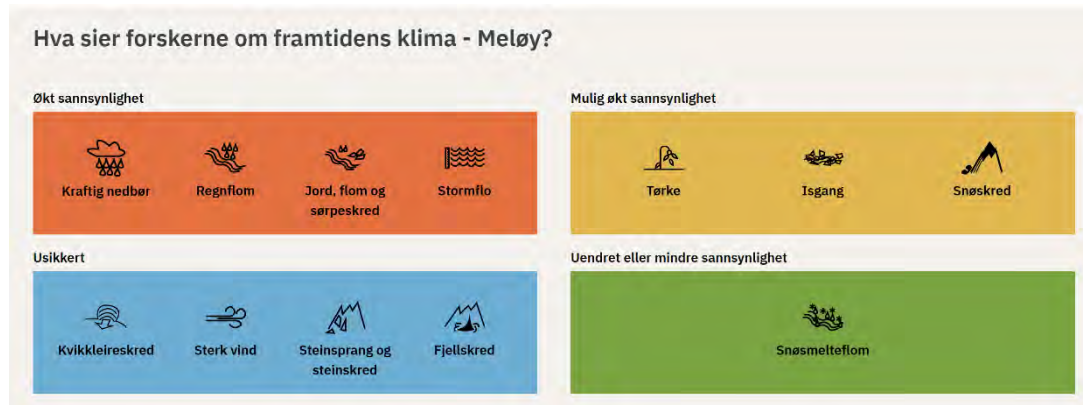 Hva sier forskerne om framtidens klima - Meløy?
Økt sannsynlighet
Kraftig nedbør
Regnflom
Jord, flom og
sørpeskred
Stormflo
Mulig økt sannsynlighet
Tørke
Isgang
Snøskred
Usikkert
Kvikkleireskred
Sterk vind
Steinsprang og
steinskred
Fjellskred
Uendret eller mindre sannsynlighet
Snøsmelteflom